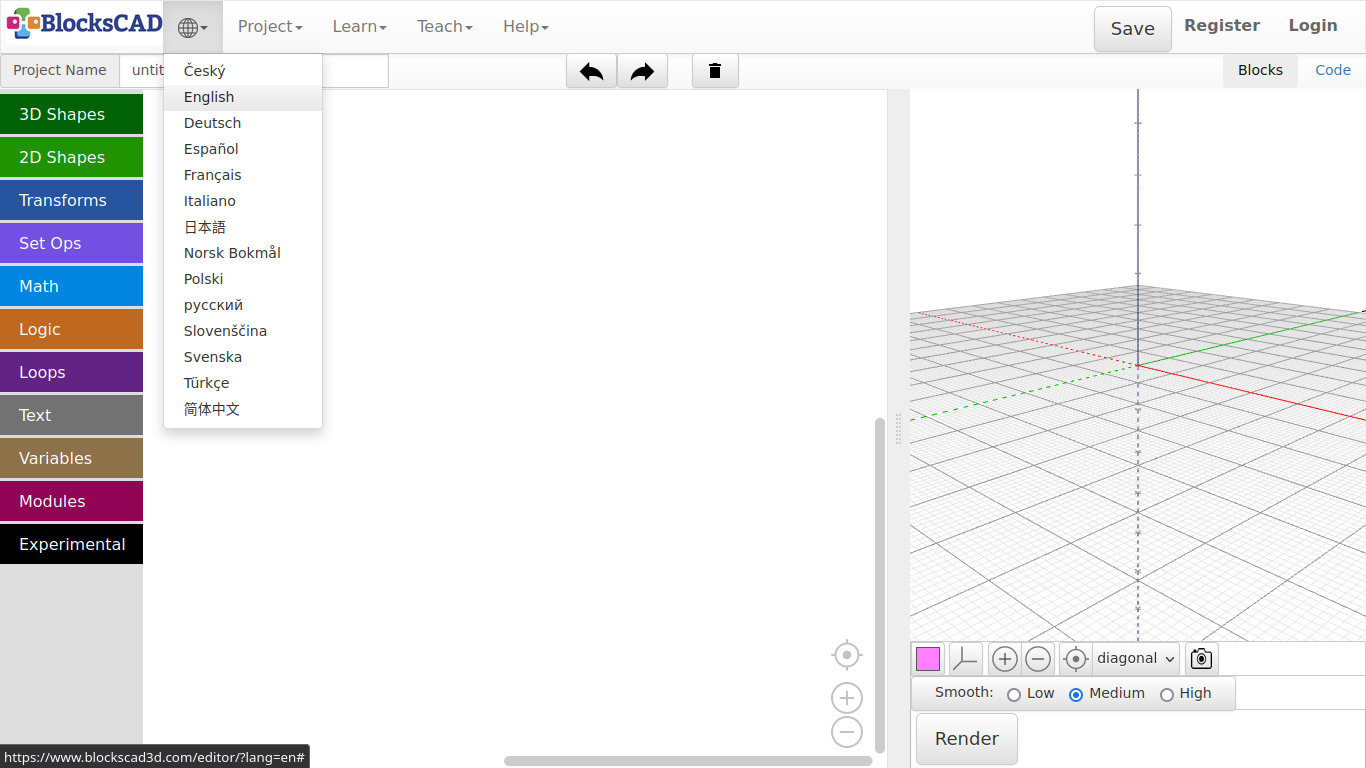 BlocksCAD
Project
Learn
Teach
Help
Save
Register
Login
Project Name
untit
Blocks
Code
Český
English
Deutsch
Español
Français
Italiano
日本語
Norsk Bokmål
Polski
русский
Slovenščina
Svenska
Türkçe
简体中文
3D Shapes
2D Shapes
Transforms
Set Ops
Math
Logic
Loops
Text
Variables
Modules
Experimental
diagonal
Smooth:
Low
Medium
High
Render
https://www.blockscad3d.com/editor/?lang=en#